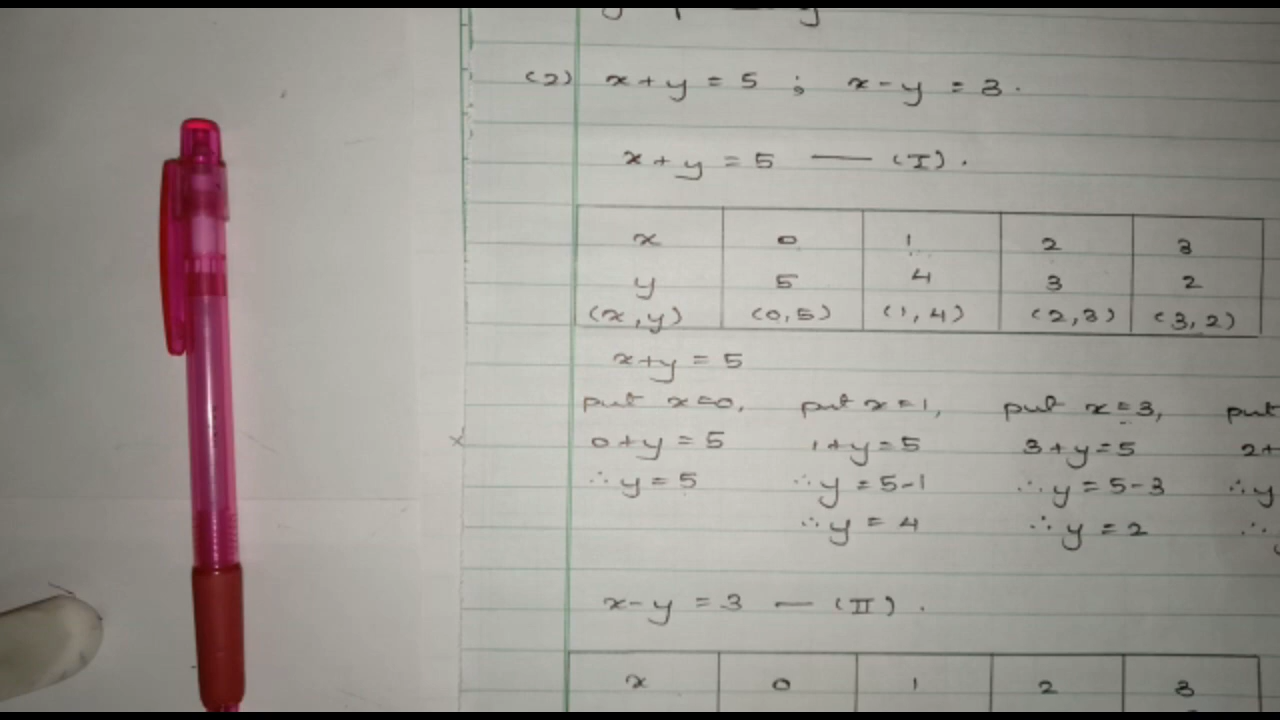 (2) x + y = 5 ; x - y = 3.
x + y = 5 — (I).
x 0 1 2 3
y 5 4 3 2
(x, y) (0,5) (1,4) (2,3) (3,2)
x+y = 5
put x=0, put x=1, put x=3, put
0+y = 5 1+y=5 3+y=5 2+
∴ y = 5 ∴ y = 5-1 ∴ y = 5-3 ∴ y
∴ y = 4 ∴ y = 2 ∴
x - y = 3 — (II).
x 0 1 2 3